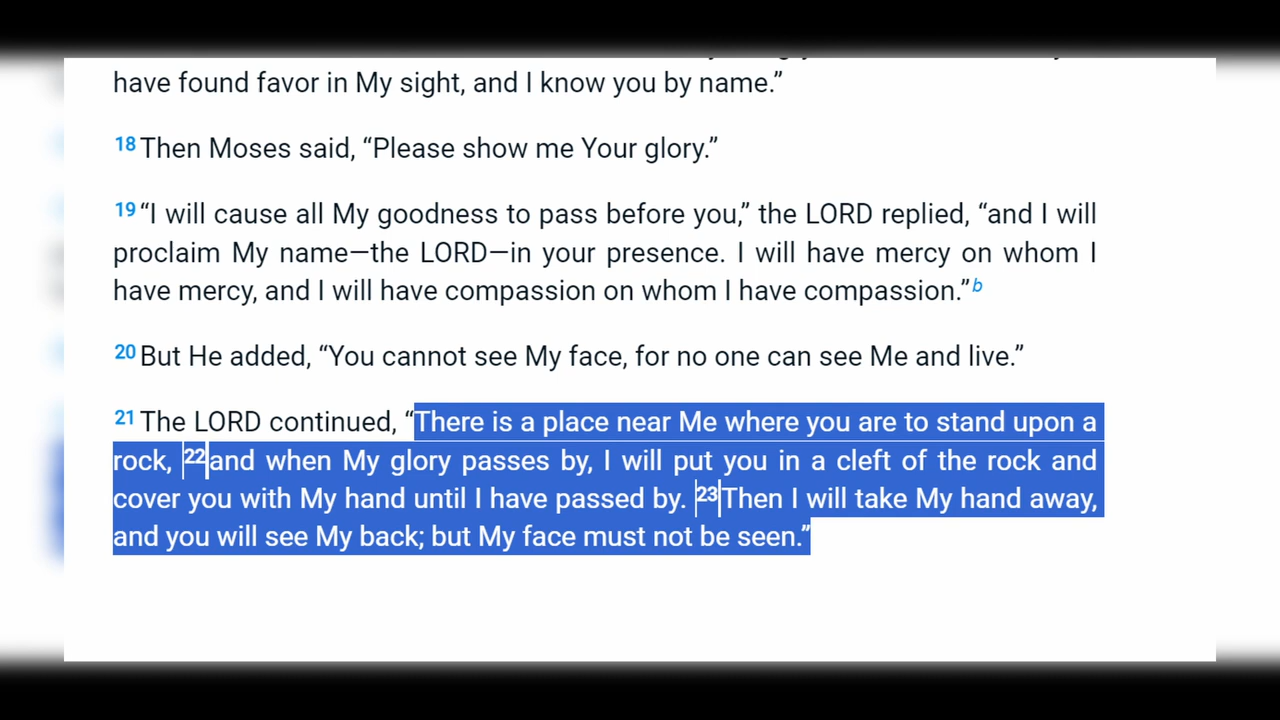 have found favor in My sight, and I know you by name.”
18 Then Moses said, “Please show me Your glory.”
19 “I will cause all My goodness to pass before you,” the LORD replied, “and I will
proclaim My name—the LORD—in your presence. I will have mercy on whom I
have mercy, and I will have compassion on whom I have compassion.” b
20 But He added, “You cannot see My face, for no one can see Me and live.”
21 The LORD continued, “There is a place near Me where you are to stand upon a
rock, 22 and when My glory passes by, I will put you in a cleft of the rock and
cover you with My hand until I have passed by. 23 Then I will take My hand away,
and you will see My back; but My face must not be seen.”